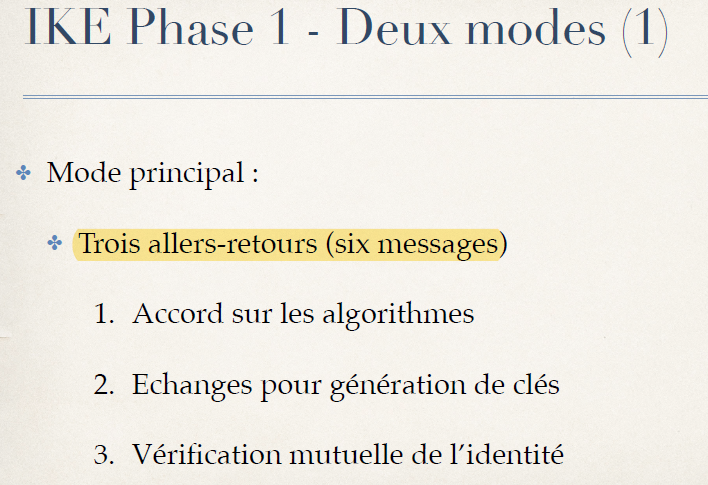 IKE Phase 1 - Deux modes (1)
Mode principal :
Trois allers-retours (six messages)
1. Accord sur les algorithmes
2. Echanges pour génération de clés
3. Vérification mutuelle de l'identité